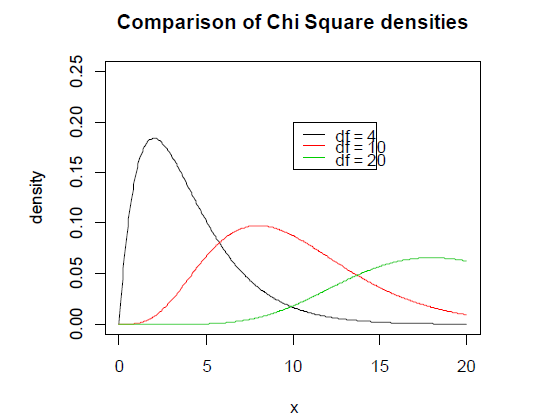 Comparison of Chi Square densities
density
0.00 0.05 0.10 0.15 0.20 0.25
df = 4
df = 10
df = 20
0 5 10 15 20
x